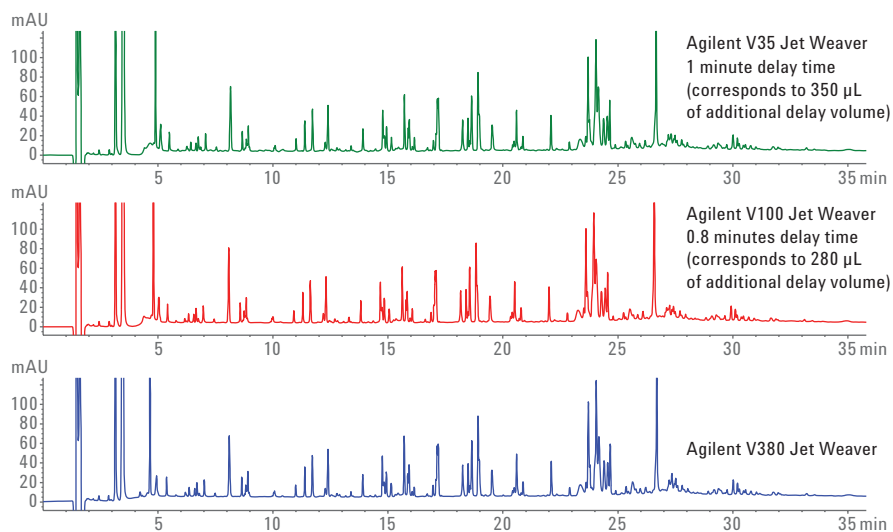 mAU
100
80
60
40
20
0
Agilent V35 Jet Weaver
1 minute delay time
(corresponds to 350 µL
of additional delay volume)
5 10 15 20 25 30 35 min
mAU
100
80
60
40
20
0
Agilent V100 Jet Weaver
0.8 minutes delay time
(corresponds to 280 µL
of additional delay volume)
5 10 15 20 25 30 35 min
mAU
100
80
60
40
20
0
Agilent V380 Jet Weaver
5 10 15 20 25 30 35 min